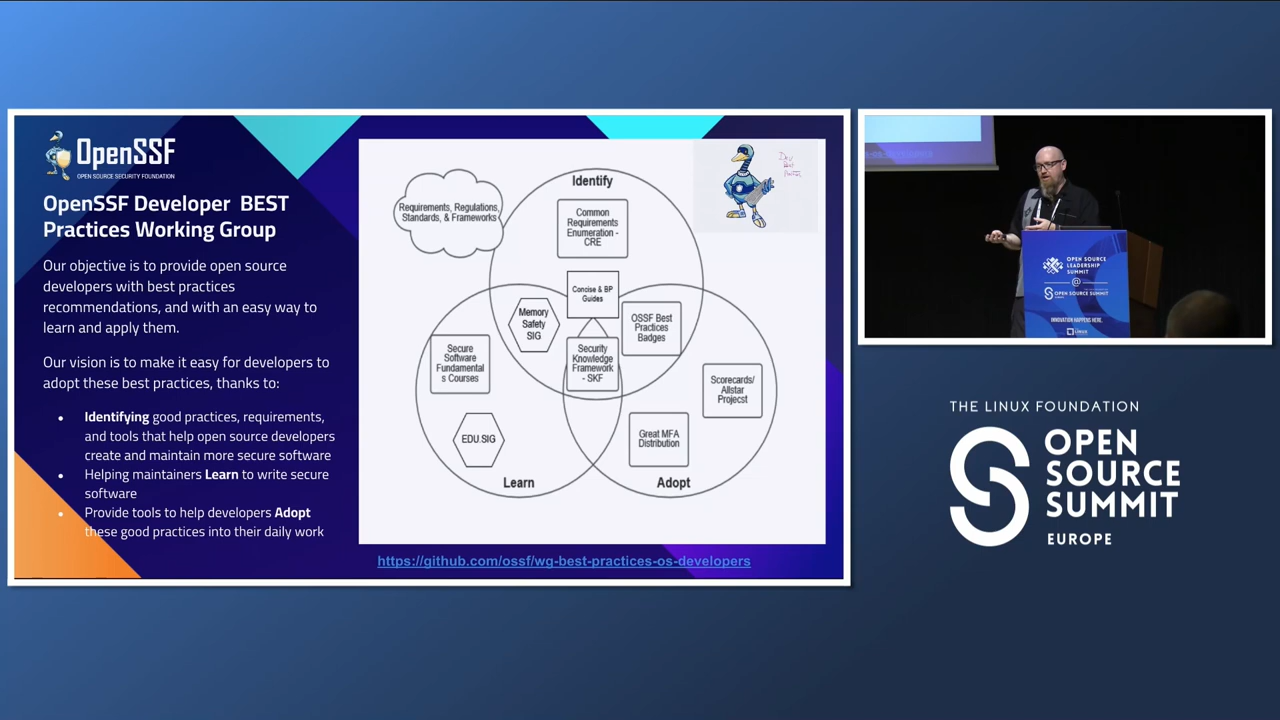 OpenSSF
OPEN SOURCE SECURITY FOUNDATION
OpenSSF Developer BEST
Practices Working Group
Our objective is to provide open source
developers with best practices
recommendations, and with an easy way to
learn and apply them.
Our vision is to make it easy for developers to
adopt these best practices, thanks to:
Identifying good practices, requirements,
and tools that help open source developers
create and maintain more secure software
Helping maintainers Learn to write secure
software
Provide tools to help developers Adopt
these good practices into their daily work
Requirements, Regulations,
Standards, & Frameworks
Identify
Common
Requirements
Enumeration -
CRE
Concise & BP
Guides
Memory
Safety
SIG
OSSF Best
Practices
Badges
Secure
Software
Fundamental
s Courses
Security
Knowledge
Framework
- SKF
Scorecards/
Allstar
Projecst
EDU.SIG
Great MFA
Distribution
Learn
Adopt
https://github.com/ossf/wg-best-practices-os-developers
OPEN SOURCE
LEADERSHIP
SUMMIT
@
OPEN SOURCE SUMMIT
INNOVATION HAPPENS HERE.
THE LINUX FOUNDATION
OPEN
SOURCE
SUMMIT
EUROPE